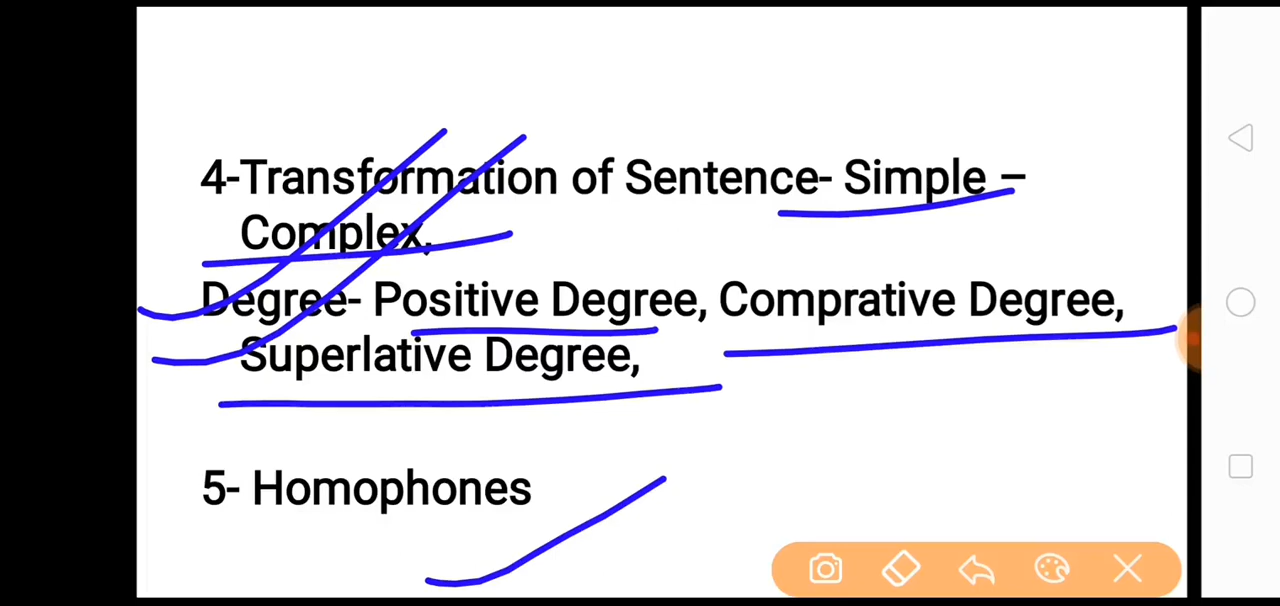 4-Transformation of Sentence- Simple –
Complex,
Degree- Positive Degree, Comprative Degree,
Superlative Degree,
5- Homophones